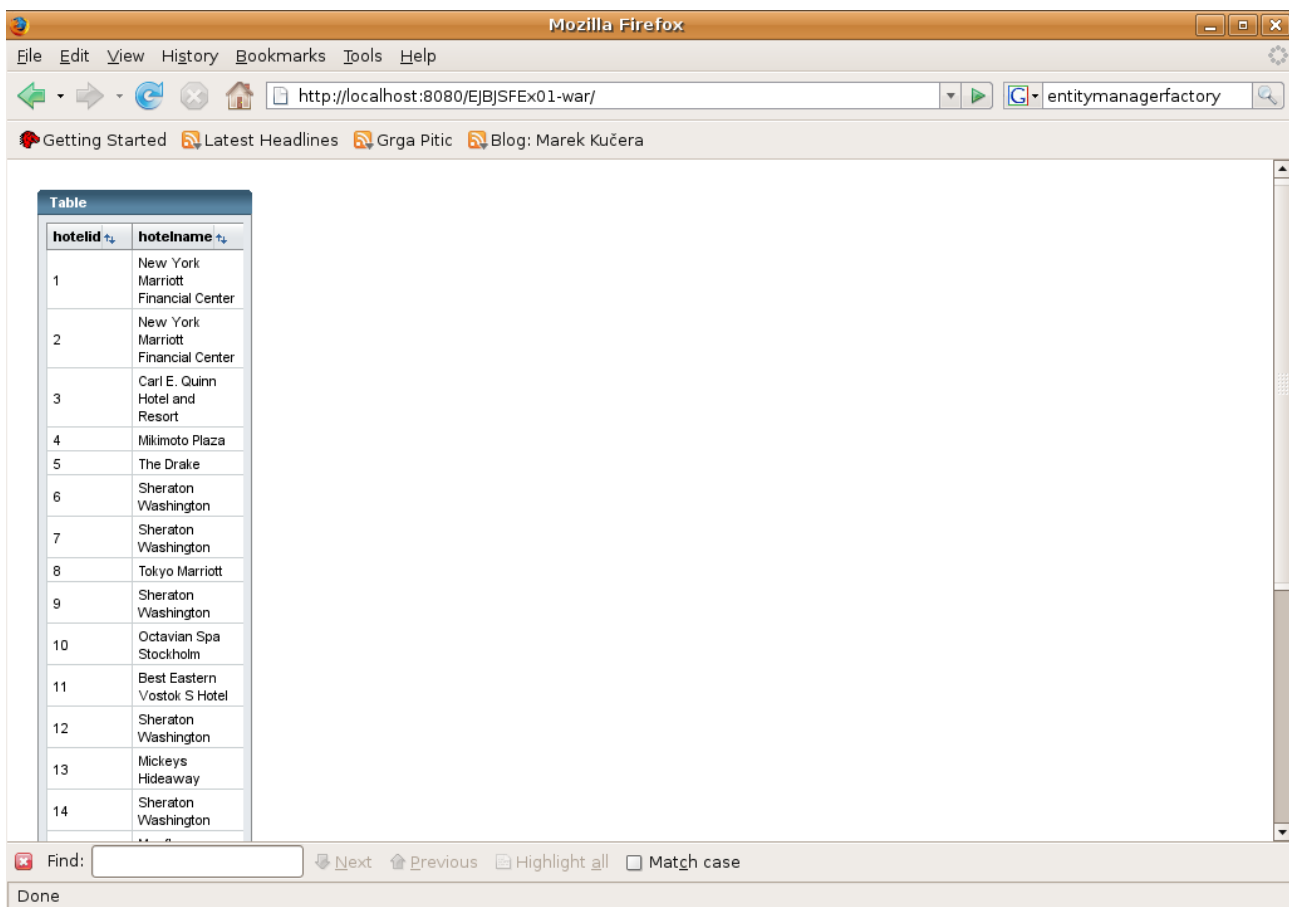 Mozilla Firefox
File Edit View History Bookmarks Tools Help
http://localhost:8080/EJBJSFEx01-war/
G entitymanagerfactory
Getting Started Latest Headlines Grga Pitic Blog: Marek Kučera
Table
hotelid hotelname
1 New York
Marriott
Financial Center
2 New York
Marriott
Financial Center
3 Carl E. Quinn
Hotel and
Resort
4 Mikimoto Plaza
5 The Drake
6 Sheraton
Washington
7 Sheraton
Washington
8 Tokyo Marriott
9 Sheraton
Washington
10 Octavian Spa
Stockholm
11 Best Eastern
Vostok S Hotel
12 Sheraton
Washington
13 Mickeys
Hideaway
14 Sheraton
Washington
Find: Next Previous Highlight all Match case
Done